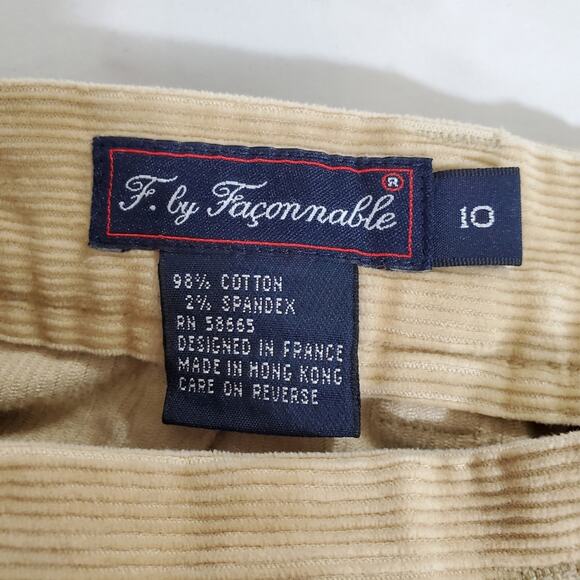 F. by Façonnable ®
10
98% COTTON
2% SPANDEX
RN 58665
DESIGNED IN FRANCE
MADE IN HONG KONG
CARE ON REVERSE